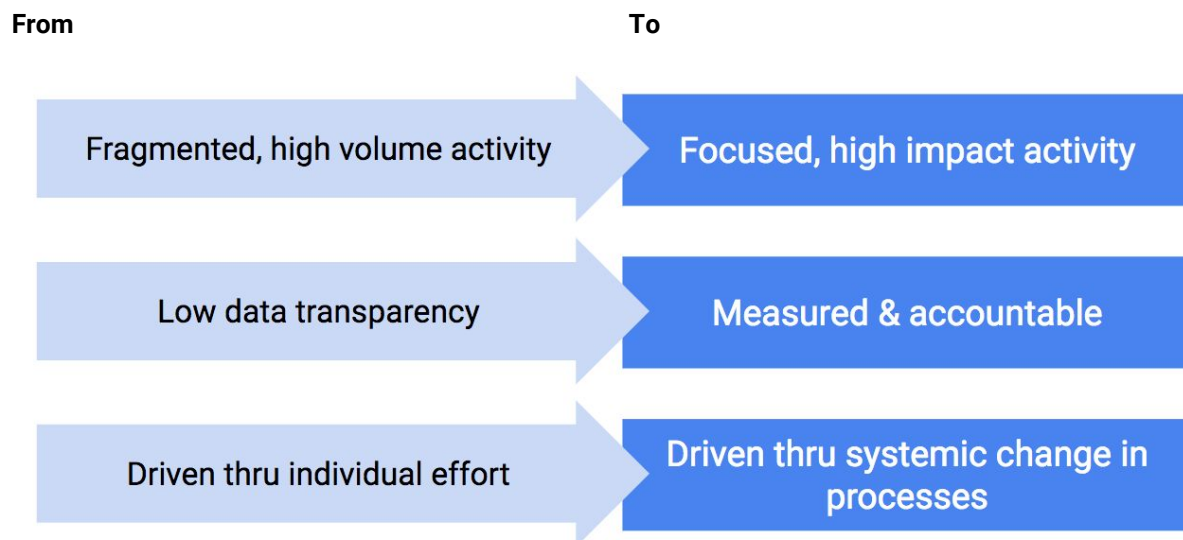 From
To
Fragmented, high volume activity
Focused, high impact activity
Low data transparency
Measured & accountable
Driven thru individual effort
Driven thru systemic change in
processes